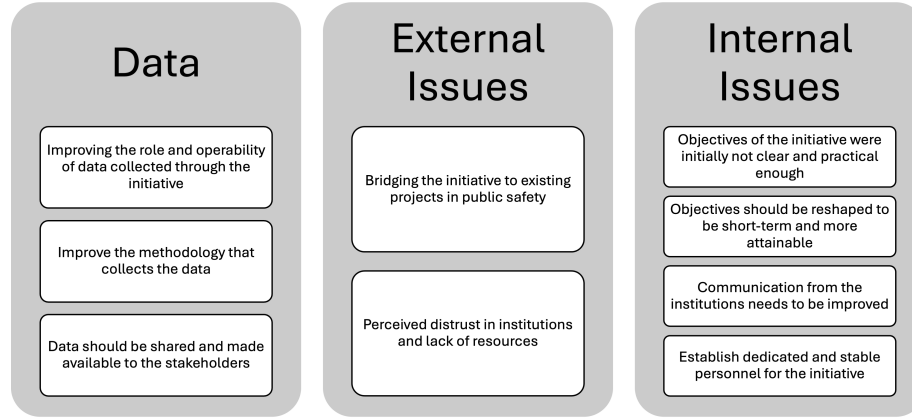 Data
Improving the role and operability
of data collected through the
initiative
Improve the methodology that
collects the data
Data should be shared and made
available to the stakeholders
External
Issues
Bridging the initiative to existing
projects in public safety
Perceived distrust in institutions
and lack of resources
Internal
Issues
Objectives of the initiative were
initially not clear and practical
enough
Objectives should be reshaped to
be short-term and more
attainable
Communication from the
institutions needs to be improved
Establish dedicated and stable
personnel for the initiative